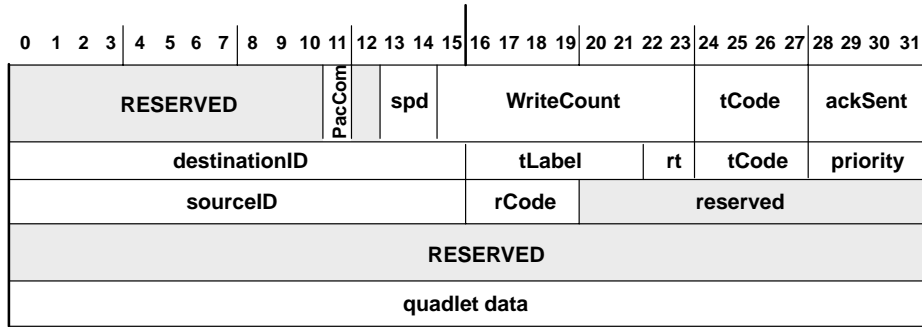 0 1 2 3 4 5 6 7 8 9 10 11 12 13 14 15 16 17 18 19 20 21 22 23 24 25 26 27 28 29 30 31
RESERVED PacCom spd WriteCount tCode ackSent
destinationID tLabel rt tCode priority
sourceID rCode reserved
RESERVED
quadlet data